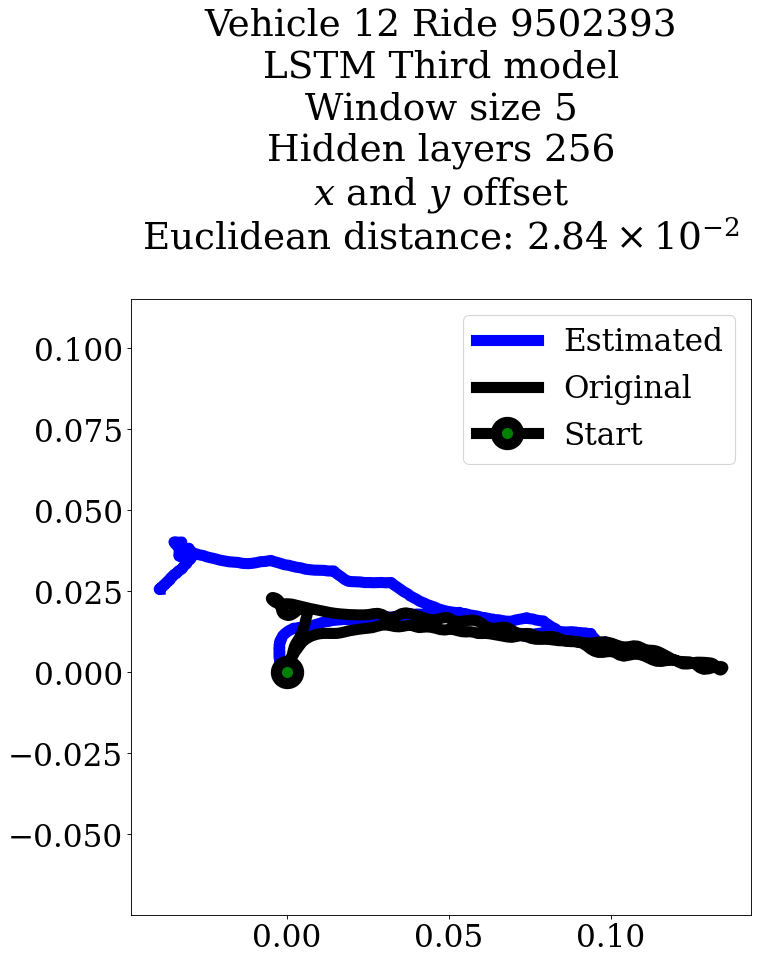 Vehicle 12 Ride 9502393
LSTM Third model
Window size 5
Hidden layers 256
x and y offset
Euclidean distance: 2.84 × 10⁻²
Estimated
Original
Start
0.100
0.075
0.050
0.025
0.000
−0.025
−0.050
0.00 0.05 0.10